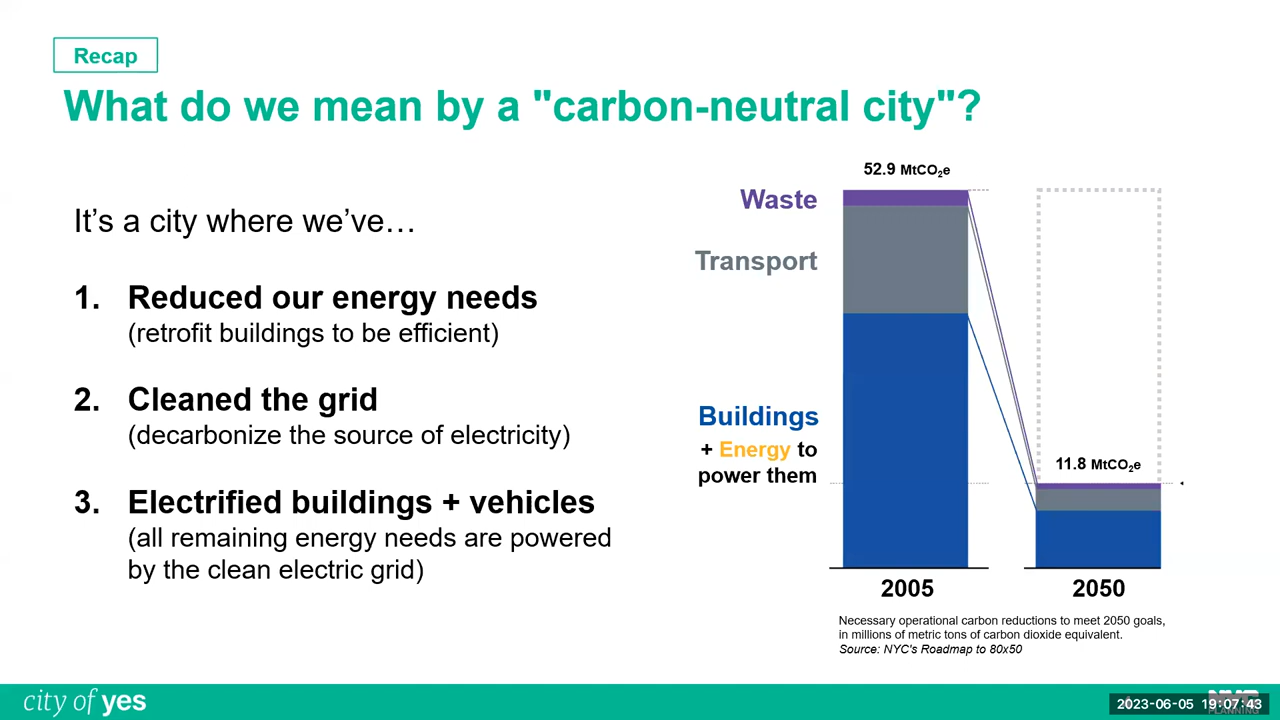 Recap
What do we mean by a "carbon-neutral city"?
It’s a city where we’ve…
1. Reduced our energy needs
(retrofit buildings to be efficient)
2. Cleaned the grid
(decarbonize the source of electricity)
3. Electrified buildings + vehicles
(all remaining energy needs are powered
by the clean electric grid)
52.9 MtCO₂e
Waste
Transport
Buildings
+ Energy to
power them
11.8 MtCO₂e
2005
2050
Necessary operational carbon reductions to meet 2050 goals,
in millions of metric tons of carbon dioxide equivalent.
Source: NYC's Roadmap to 80x50
city of yes
NYC
PLANNING
2023-06-05 19:07:43